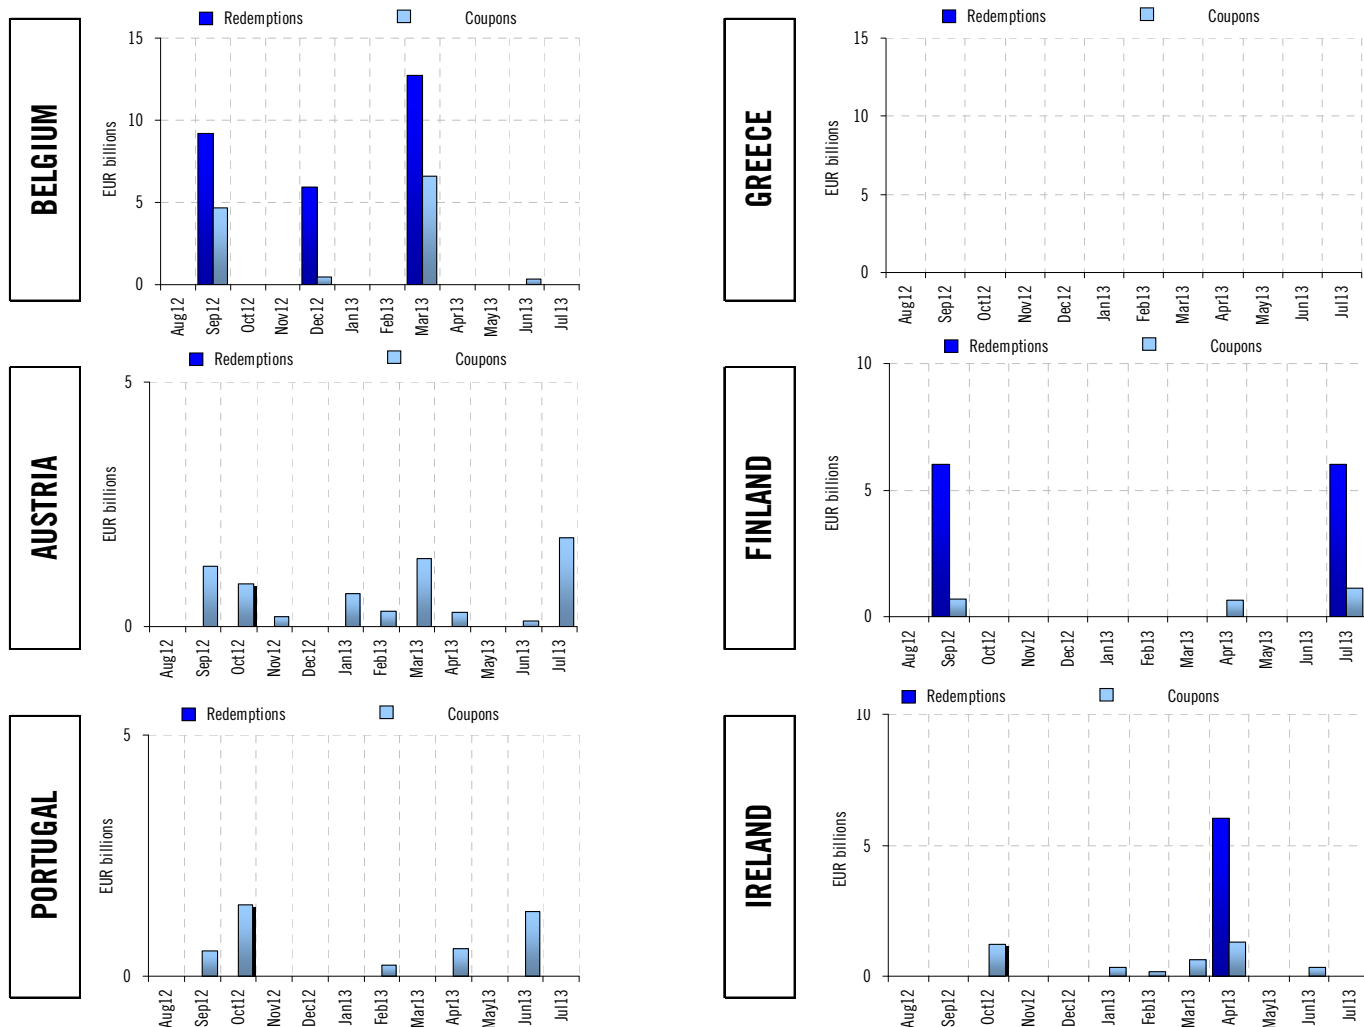 BELGIUM
Redemptions Coupons
EUR billions
15
10
5
0
Aug12 Sep12 Oct12 Nov12 Dec12 Jan13 Feb13 Mar13 Apr13 May13 Jun13 Jul13
GREECE
Redemptions Coupons
EUR billions
15
10
5
0
Aug12 Sep12 Oct12 Nov12 Dec12 Jan13 Feb13 Mar13 Apr13 May13 Jun13 Jul13
AUSTRIA
Redemptions Coupons
EUR billions
5
0
Aug12 Sep12 Oct12 Nov12 Dec12 Jan13 Feb13 Mar13 Apr13 May13 Jun13 Jul13
FINLAND
Redemptions Coupons
EUR billions
10
5
0
Aug12 Sep12 Oct12 Nov12 Dec12 Jan13 Feb13 Mar13 Apr13 May13 Jun13 Jul13
PORTUGAL
Redemptions Coupons
EUR billions
5
0
Aug12 Sep12 Oct12 Nov12 Dec12 Jan13 Feb13 Mar13 Apr13 May13 Jun13 Jul13
IRELAND
Redemptions Coupons
EUR billions
10
5
0
Aug12 Sep12 Oct12 Nov12 Dec12 Jan13 Feb13 Mar13 Apr13 May13 Jun13 Jul13